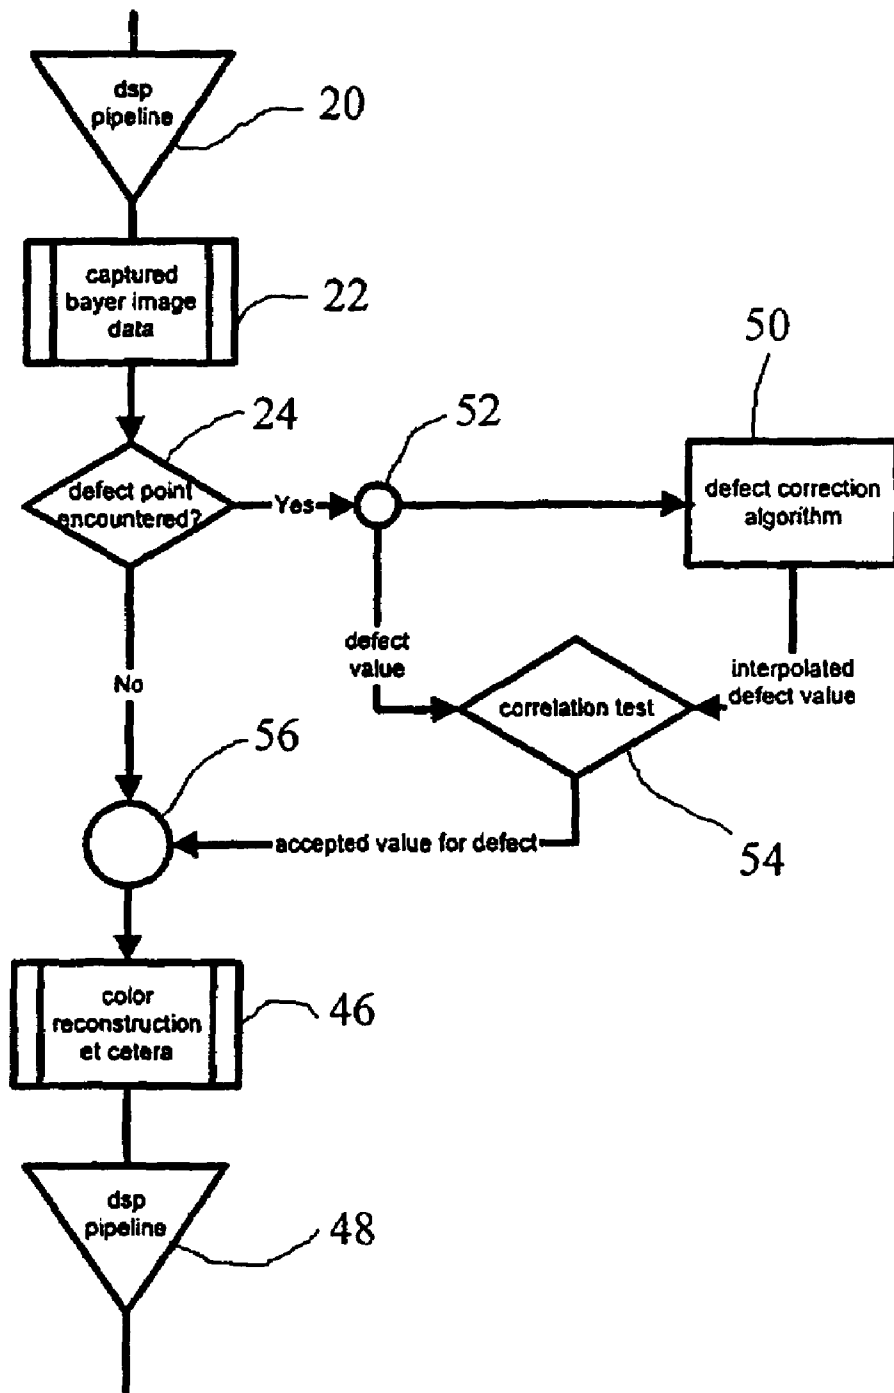 dsp
pipeline
20
captured
bayer image
data
22
24
52
50
defect point
encountered?
Yes
defect correction
algorithm
defect
value
No
correlation test
interpolated
defect value
56
accepted value for defect
54
color
reconstruction
et cetera
46
dsp
pipeline
48